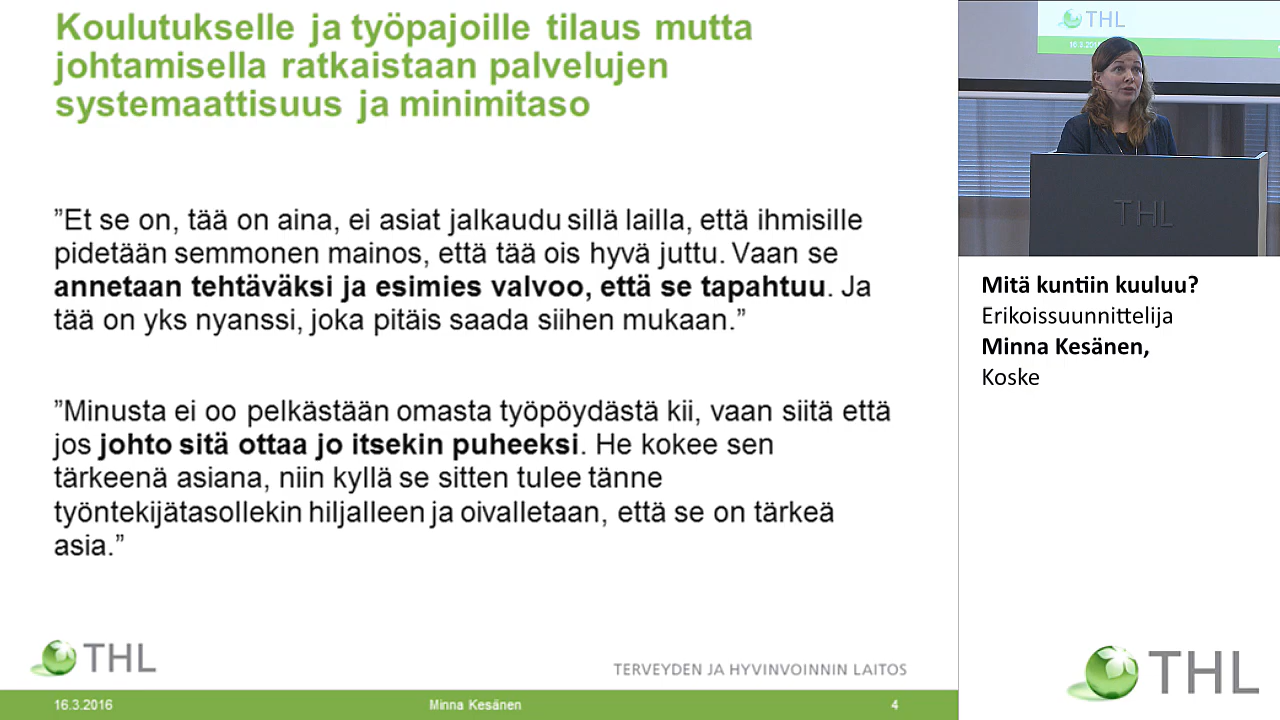 Koulutukselle ja työpajoille tilaus mutta
johtamisella ratkaistaan palvelujen
systemaattisuus ja minimitaso
”Et se on, tää on aina, ei asiat jalkaudu sillä lailla, että ihmisille
pidetään semmonen mainos, että tää ois hyvä juttu. Vaan se
annetaan tehtäväksi ja esimies valvoo, että se tapahtuu. Ja
tää on yks nyanssi, joka pitäis saada siihen mukaan.”
”Minusta ei oo pelkästään omasta työpöydästä kii, vaan siitä että
jos johto sitä ottaa jo itsekin puheeksi. He kokee sen
tärkeenä asiana, niin kyllä se sitten tulee tänne
työntekijätasollekin hiljalleen ja oivalletaan, että se on tärkeä
asia.”
THL
TERVEYDEN JA HYVINVOINNIN LAITOS
16.3.2016
Minna Kesänen
4
THL
16.3.2016
THL
Mitä kuntiin kuuluu?
Erikoissuunnittelija
Minna Kesänen,
Koske
THL